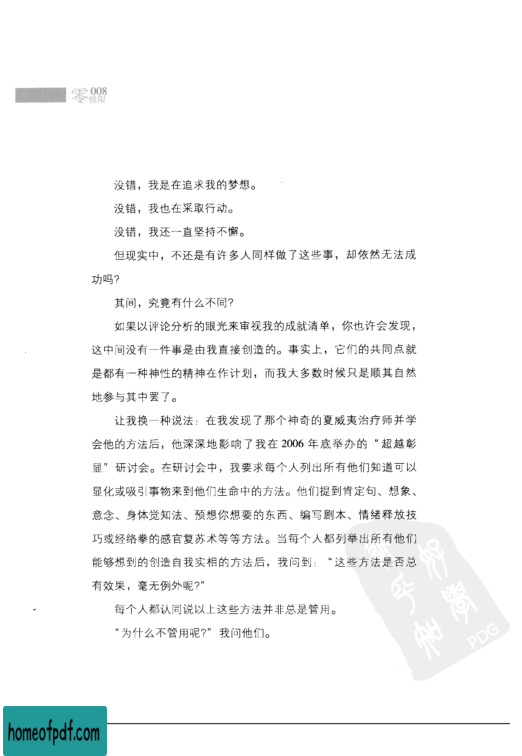 零极限
008
没错，我是在追求我的梦想。
没错，我也在采取行动。
没错，我还一直坚持不懈。
但现实中，不还是有许多人同样做了这些事，却依然无法成
功吗？
其间，究竟有什么不同？
如果以评论分析的眼光来审视我的成就清单，你也许会发现，
这中间没有一件事是由我直接创造的。事实上，它们的共同点就
是都有一种神性的精神在作计划，而我大多数时候只是顺其自然
地参与其中罢了。
让我换一种说法：在我发现了那个神奇的夏威夷治疗师并学
会他的方法后，他深深地影响了我在 2006 年底举办的“超越彰
显”研讨会。在研讨会中，我要求每个人列出所有他们知道可以
显化或吸引事物来到他们生命中的方法。他们提到肯定句、想象、
意念、身体觉知法、预想你想要的东西、编写剧本、情绪释放技
巧或经络拳的感官复苏术等等方法。当每个人都列举出所有他们
能够想到的创造自我实相的方法后，我问到：“这些方法是否总
有效果，毫无例外呢？”
每个人都认同说以上这些方法并非总是管用。
“为什么不管用呢？”我问他们。
PDG
homeofpdf.com